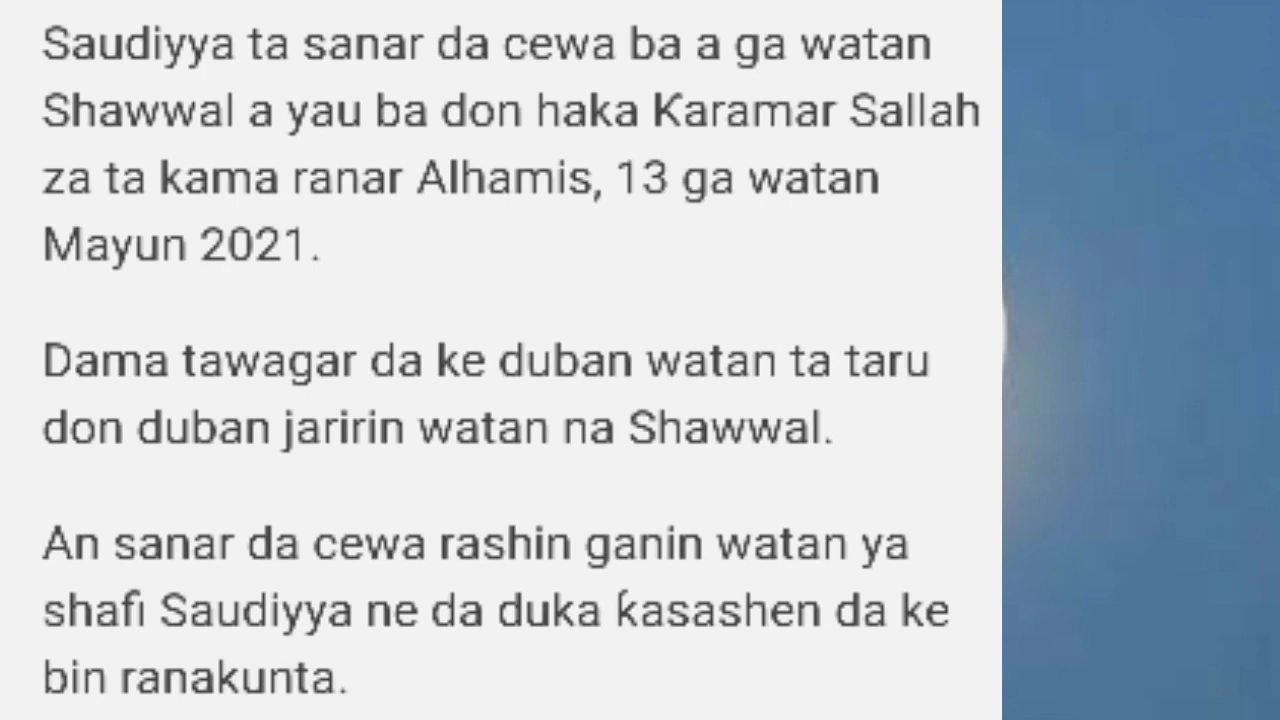 Saudiyya ta sanar da cewa ba a ga watan
Shawwal a yau ba don haka Ƙaramar Sallah
za ta kama ranar Alhamis, 13 ga watan
Mayun 2021.
Dama tawagar da ke duban watan ta taru
don duban jaririn watan na Shawwal.
An sanar da cewa rashin ganin watan ya
shafi Saudiyya ne da duka ƙasashen da ke
bin ranakunta.